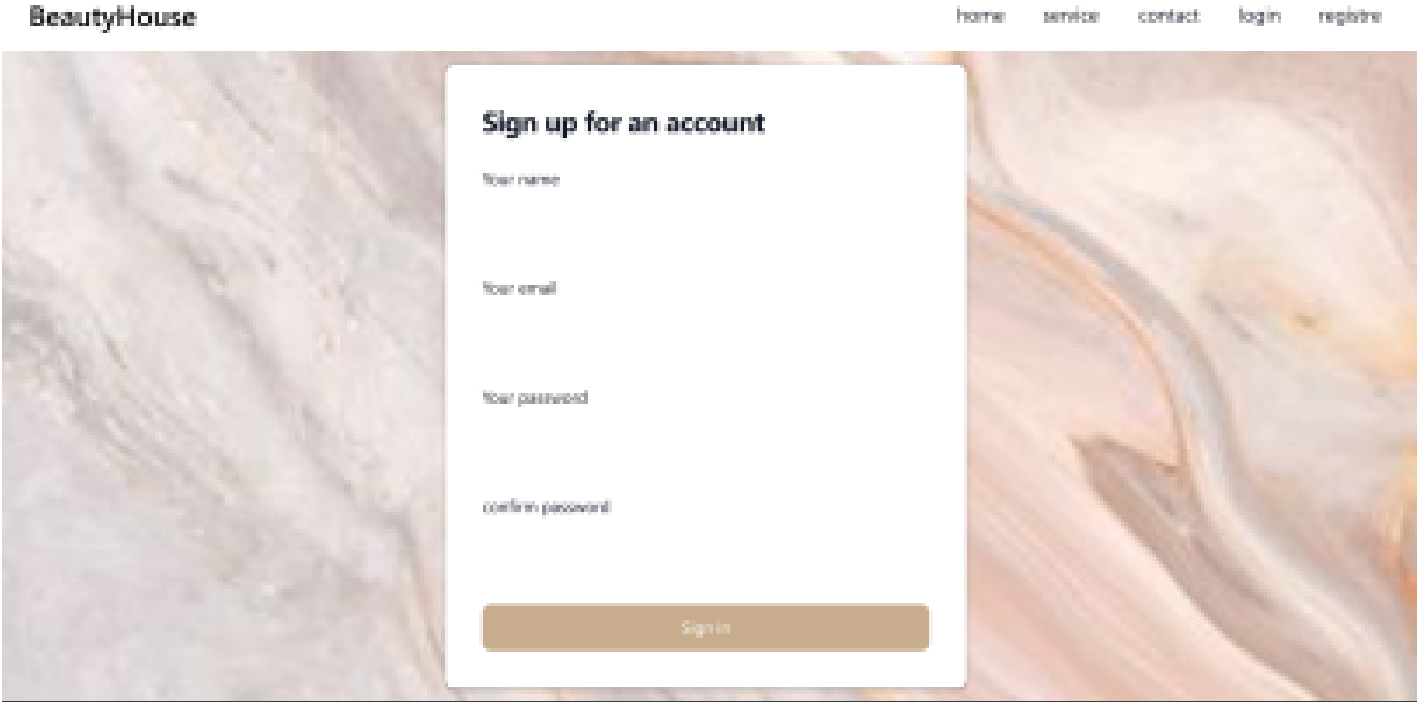 BeautyHouse
home service contact login registre
Sign up for an account
Your name
Your email
Your password
confirm password
Sign in